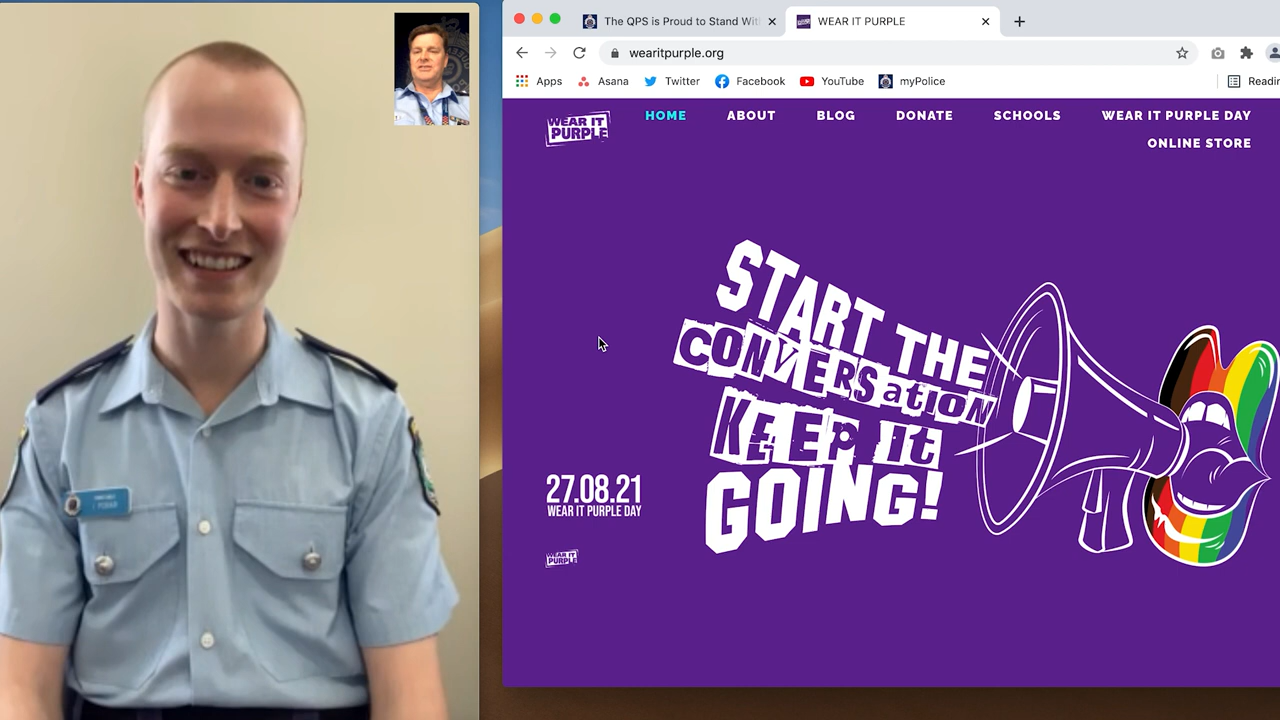 The QPS is Proud to Stand Wit
WEAR IT PURPLE
wearitpurple.org
Apps
Asana
Twitter
Facebook
YouTube
myPolice
Readin
WEAR IT
PURPLE
HOME
ABOUT
BLOG
DONATE
SCHOOLS
WEAR IT PURPLE DAY
ONLINE STORE
START THE
CONVERSatION
KEEp It
GOING!
27.08.21
WEAR IT PURPLE DAY
WEAR IT
PURPLE